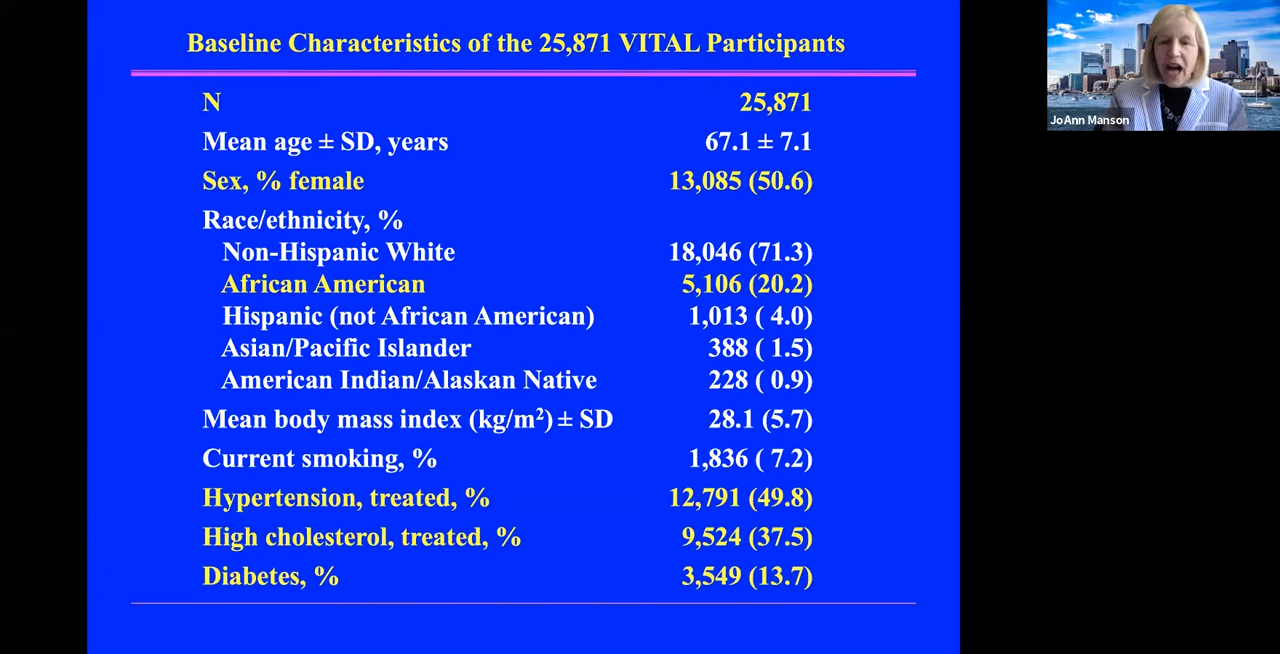 Baseline Characteristics of the 25,871 VITAL Participants
N 25,871
Mean age ± SD, years 67.1 ± 7.1
Sex, % female 13,085 (50.6)
Race/ethnicity, %
Non-Hispanic White 18,046 (71.3)
African American 5,106 (20.2)
Hispanic (not African American) 1,013 ( 4.0)
Asian/Pacific Islander 388 ( 1.5)
American Indian/Alaskan Native 228 ( 0.9)
Mean body mass index (kg/m²) ± SD 28.1 (5.7)
Current smoking, % 1,836 ( 7.2)
Hypertension, treated, % 12,791 (49.8)
High cholesterol, treated, % 9,524 (37.5)
Diabetes, % 3,549 (13.7)
JoAnn Manson